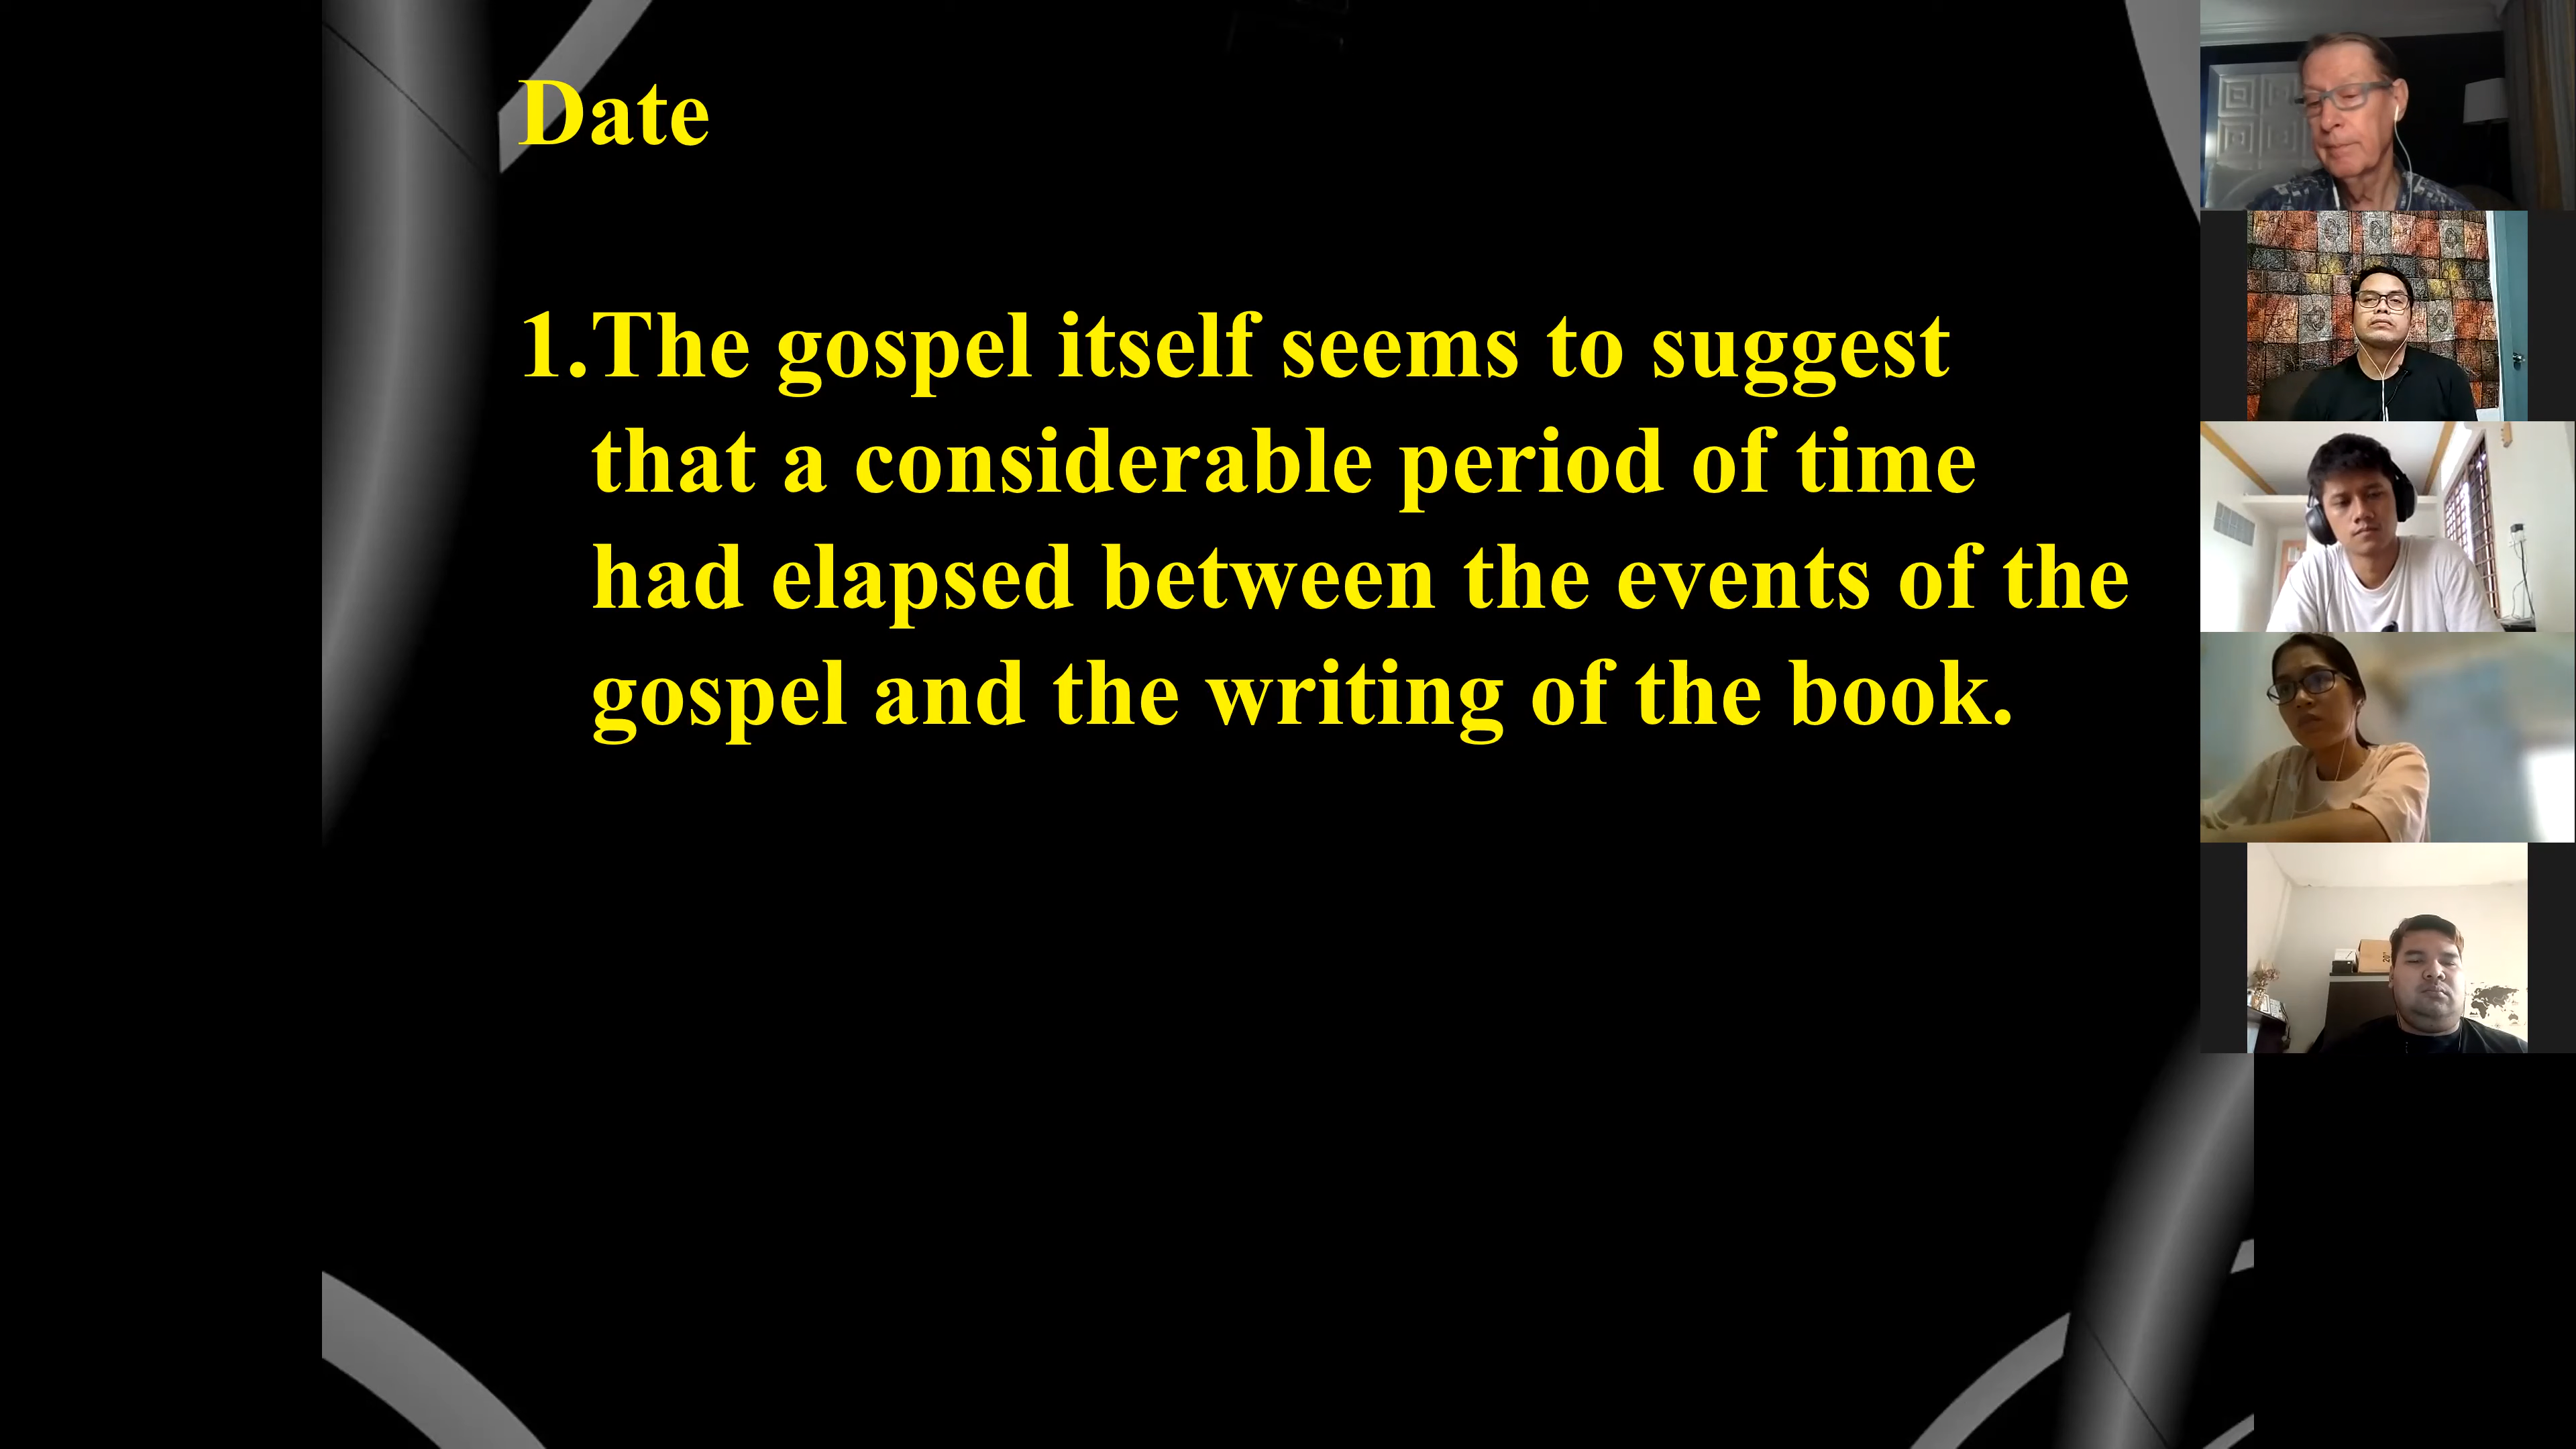 Date
1.The gospel itself seems to suggest
that a considerable period of time
had elapsed between the events of the
gospel and the writing of the book.